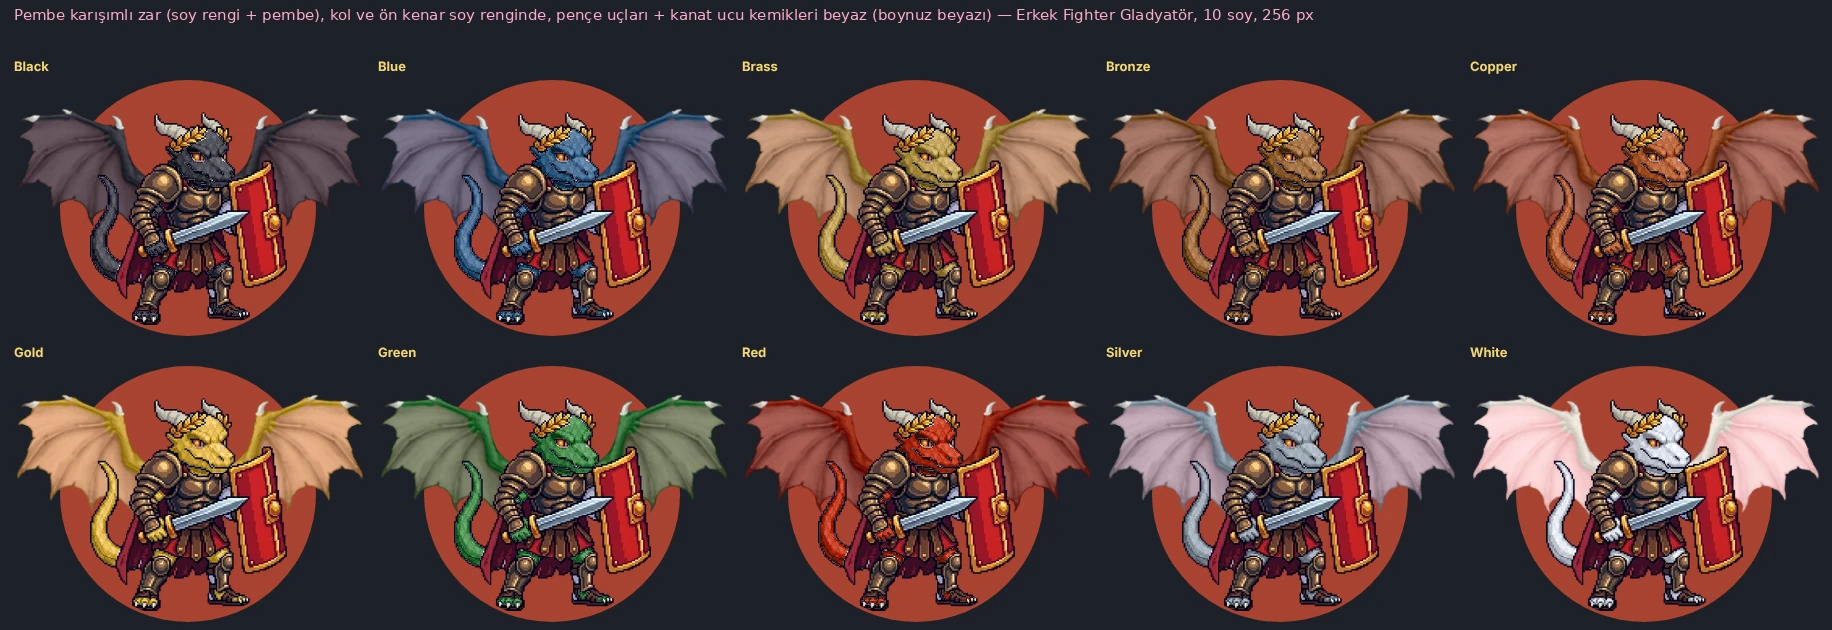 Pembe karışımlı zar (soy rengi + pembe), kol ve ön kenar soy renginde, pençe uçları + kanat ucu kemikleri beyaz (boynuz beyazı) — Erkek Fighter Gladyatör, 10 soy, 256 px
Black
Blue
Brass
Bronze
Copper
Gold
Green
Red
Silver
White